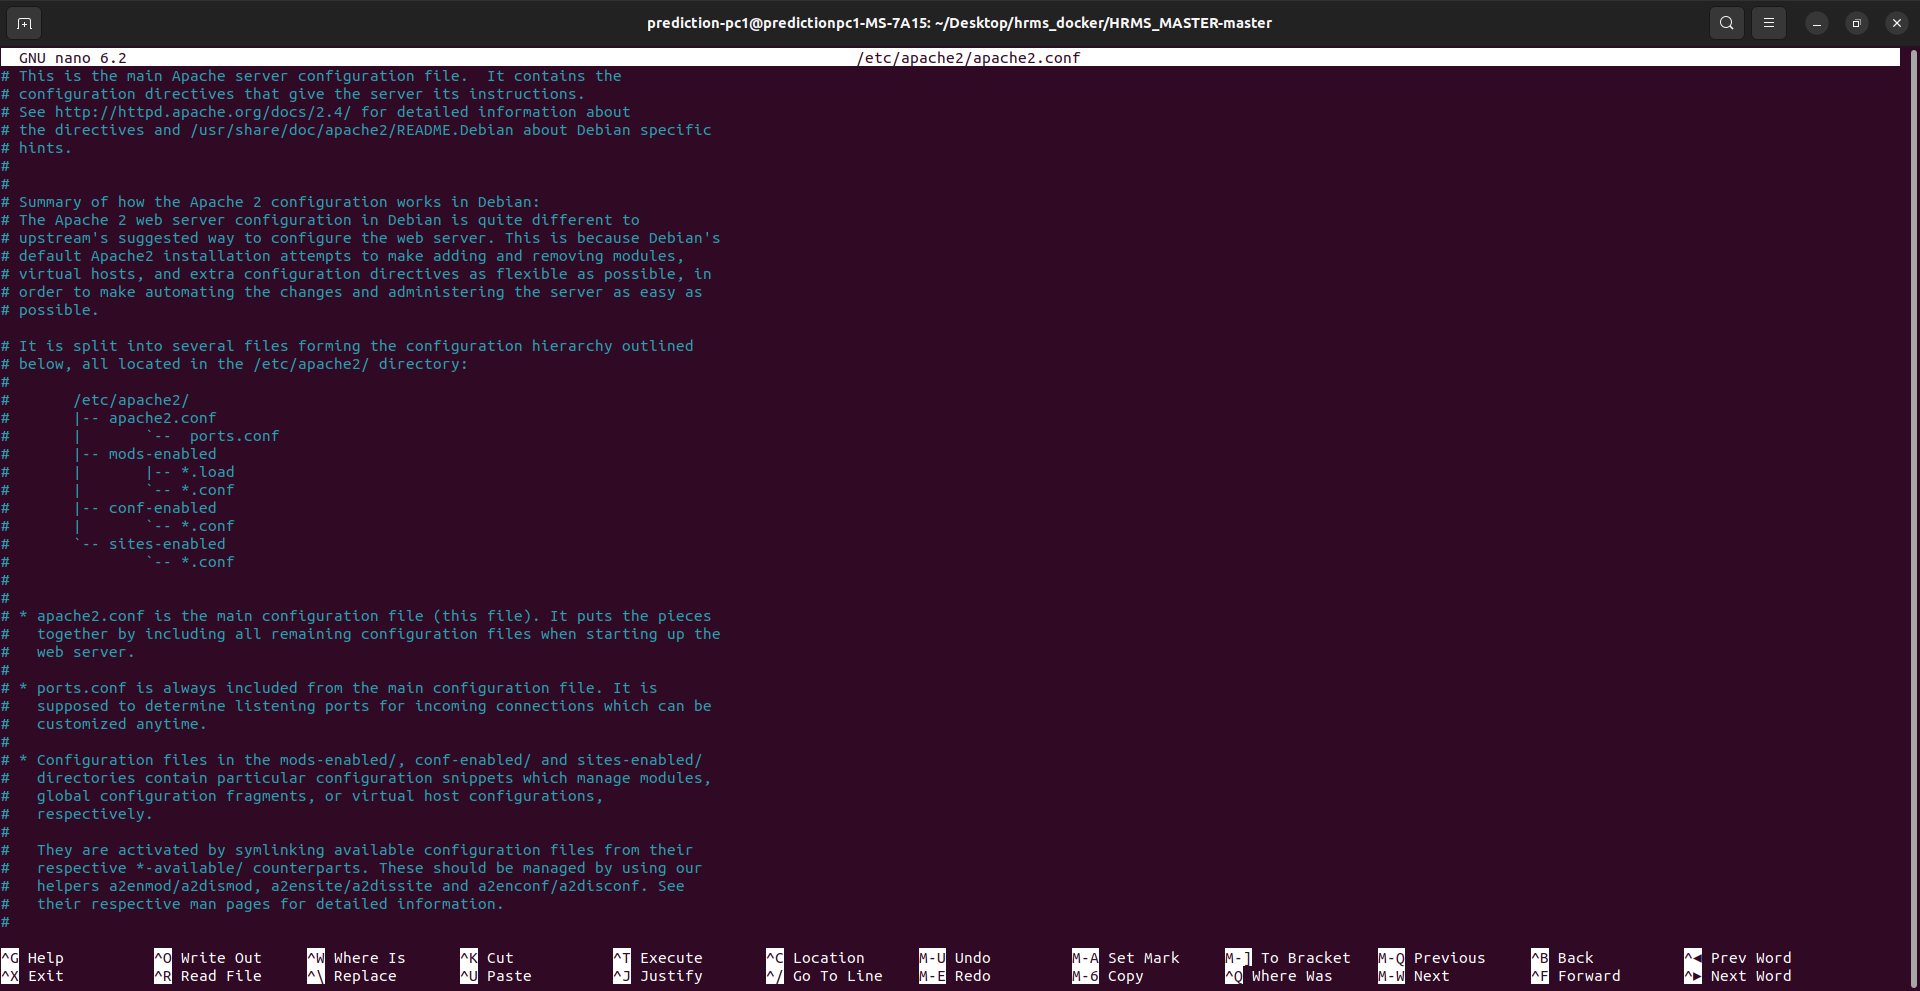 prediction-pc1@predictionpc1-MS-7A15: ~/Desktop/hrms_docker/HRMS_MASTER-master
GNU nano 6.2 /etc/apache2/apache2.conf
# This is the main Apache server configuration file.  It contains the
# configuration directives that give the server its instructions.
# See http://httpd.apache.org/docs/2.4/ for detailed information about
# the directives and /usr/share/doc/apache2/README.Debian about Debian specific
# hints.
#
#
# Summary of how the Apache 2 configuration works in Debian:
# The Apache 2 web server configuration in Debian is quite different to
# upstream's suggested way to configure the web server. This is because Debian's
# default Apache2 installation attempts to make adding and removing modules,
# virtual hosts, and extra configuration directives as flexible as possible, in
# order to make automating the changes and administering the server as easy as
# possible.

# It is split into several files forming the configuration hierarchy outlined
# below, all located in the /etc/apache2/ directory:
#
#       /etc/apache2/
#       |-- apache2.conf
#       |       `--  ports.conf
#       |-- mods-enabled
#       |       |-- *.load
#       |       `-- *.conf
#       |-- conf-enabled
#       |       `-- *.conf
#       `-- sites-enabled
#               `-- *.conf
#
#
# * apache2.conf is the main configuration file (this file). It puts the pieces
#   together by including all remaining configuration files when starting up the
#   web server.
#
# * ports.conf is always included from the main configuration file. It is
#   supposed to determine listening ports for incoming connections which can be
#   customized anytime.
#
# * Configuration files in the mods-enabled/, conf-enabled/ and sites-enabled/
#   directories contain particular configuration snippets which manage modules,
#   global configuration fragments, or virtual host configurations,
#   respectively.
#
#   They are activated by symlinking available configuration files from their
#   respective *-available/ counterparts. These should be managed by using our
#   helpers a2enmod/a2dismod, a2ensite/a2dissite and a2enconf/a2disconf. See
#   their respective man pages for detailed information.
#
^G Help ^O Write Out ^W Where Is ^K Cut ^T Execute ^C Location M-U Undo M-A Set Mark M-] To Bracket M-Q Previous ^B Back ^◀ Prev Word
^X Exit ^R Read File ^\ Replace ^U Paste ^J Justify ^/ Go To Line M-E Redo M-6 Copy ^Q Where Was M-W Next ^F Forward ^▶ Next Word